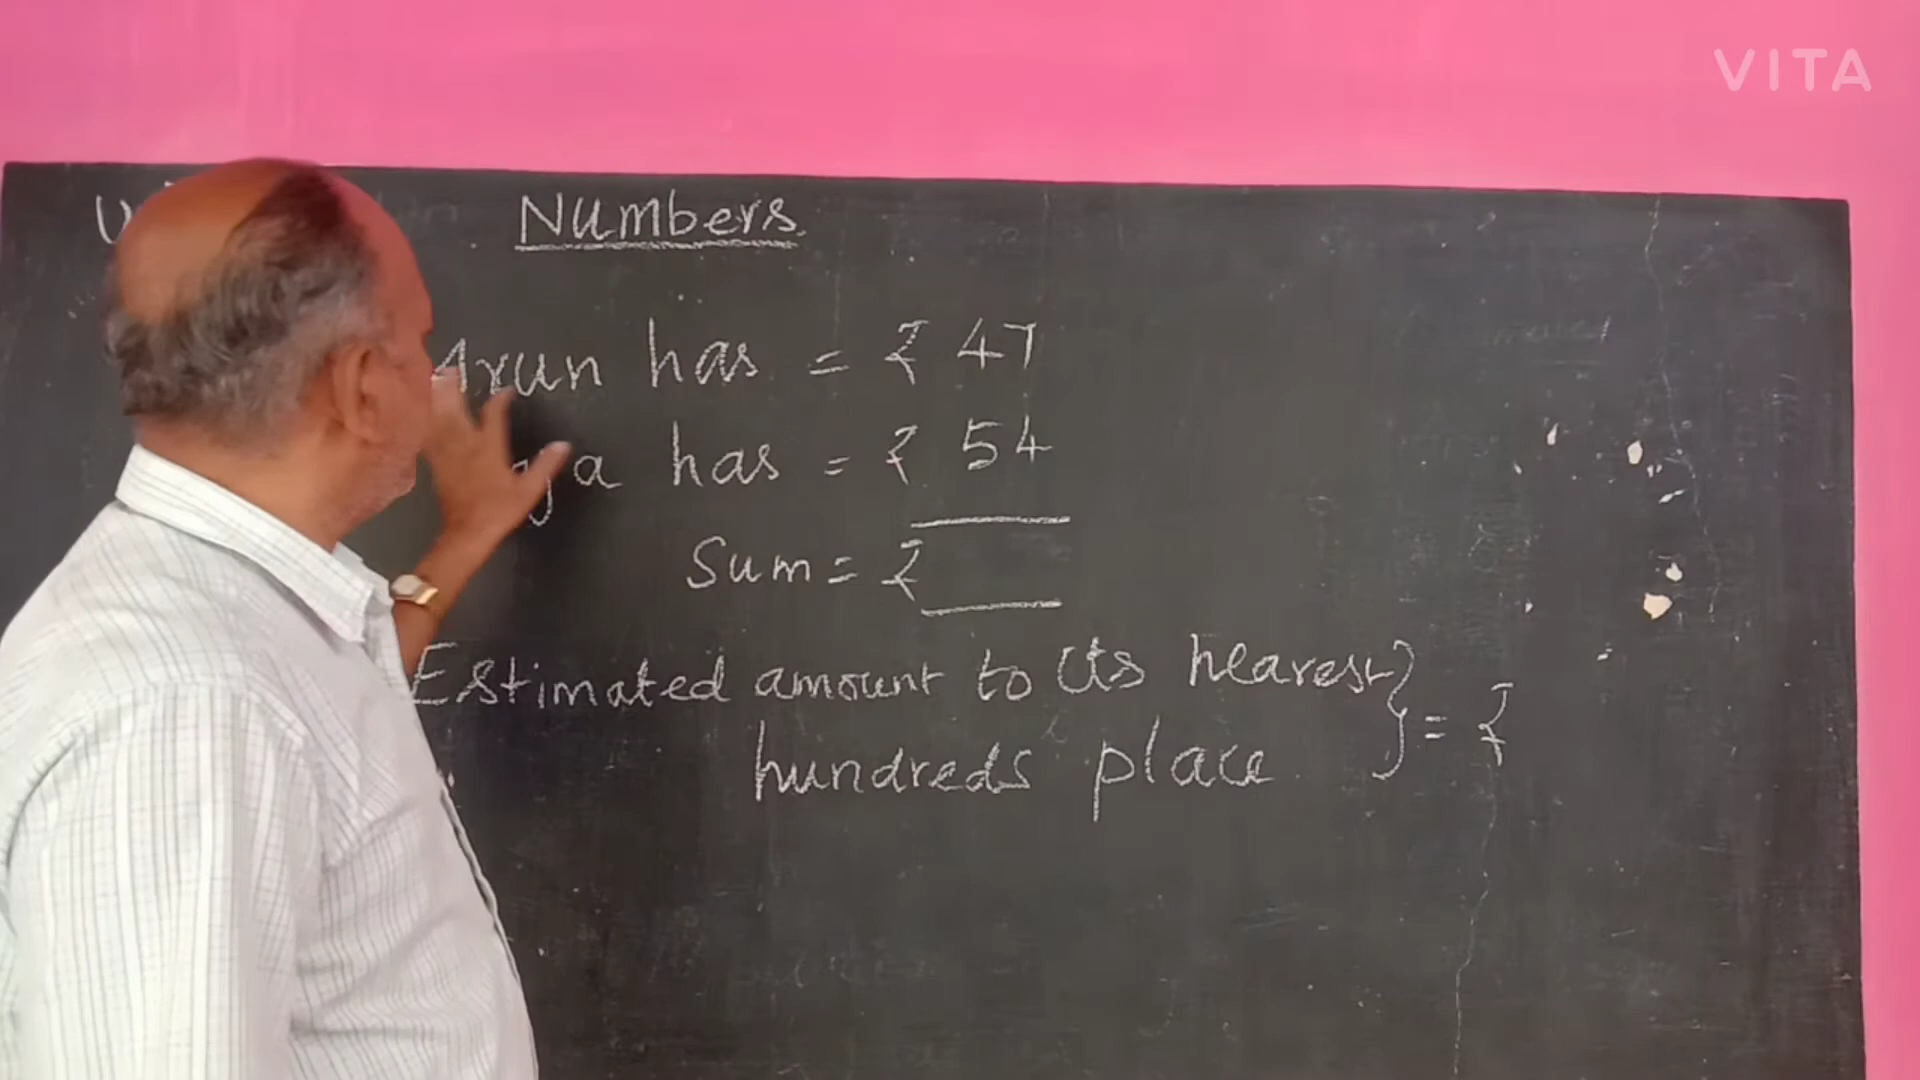 VITA
Numbers.
Arun has = ₹ 47
has = ₹ 54
Sum = ₹
Estimated amount to its nearest
hundreds place } = ₹